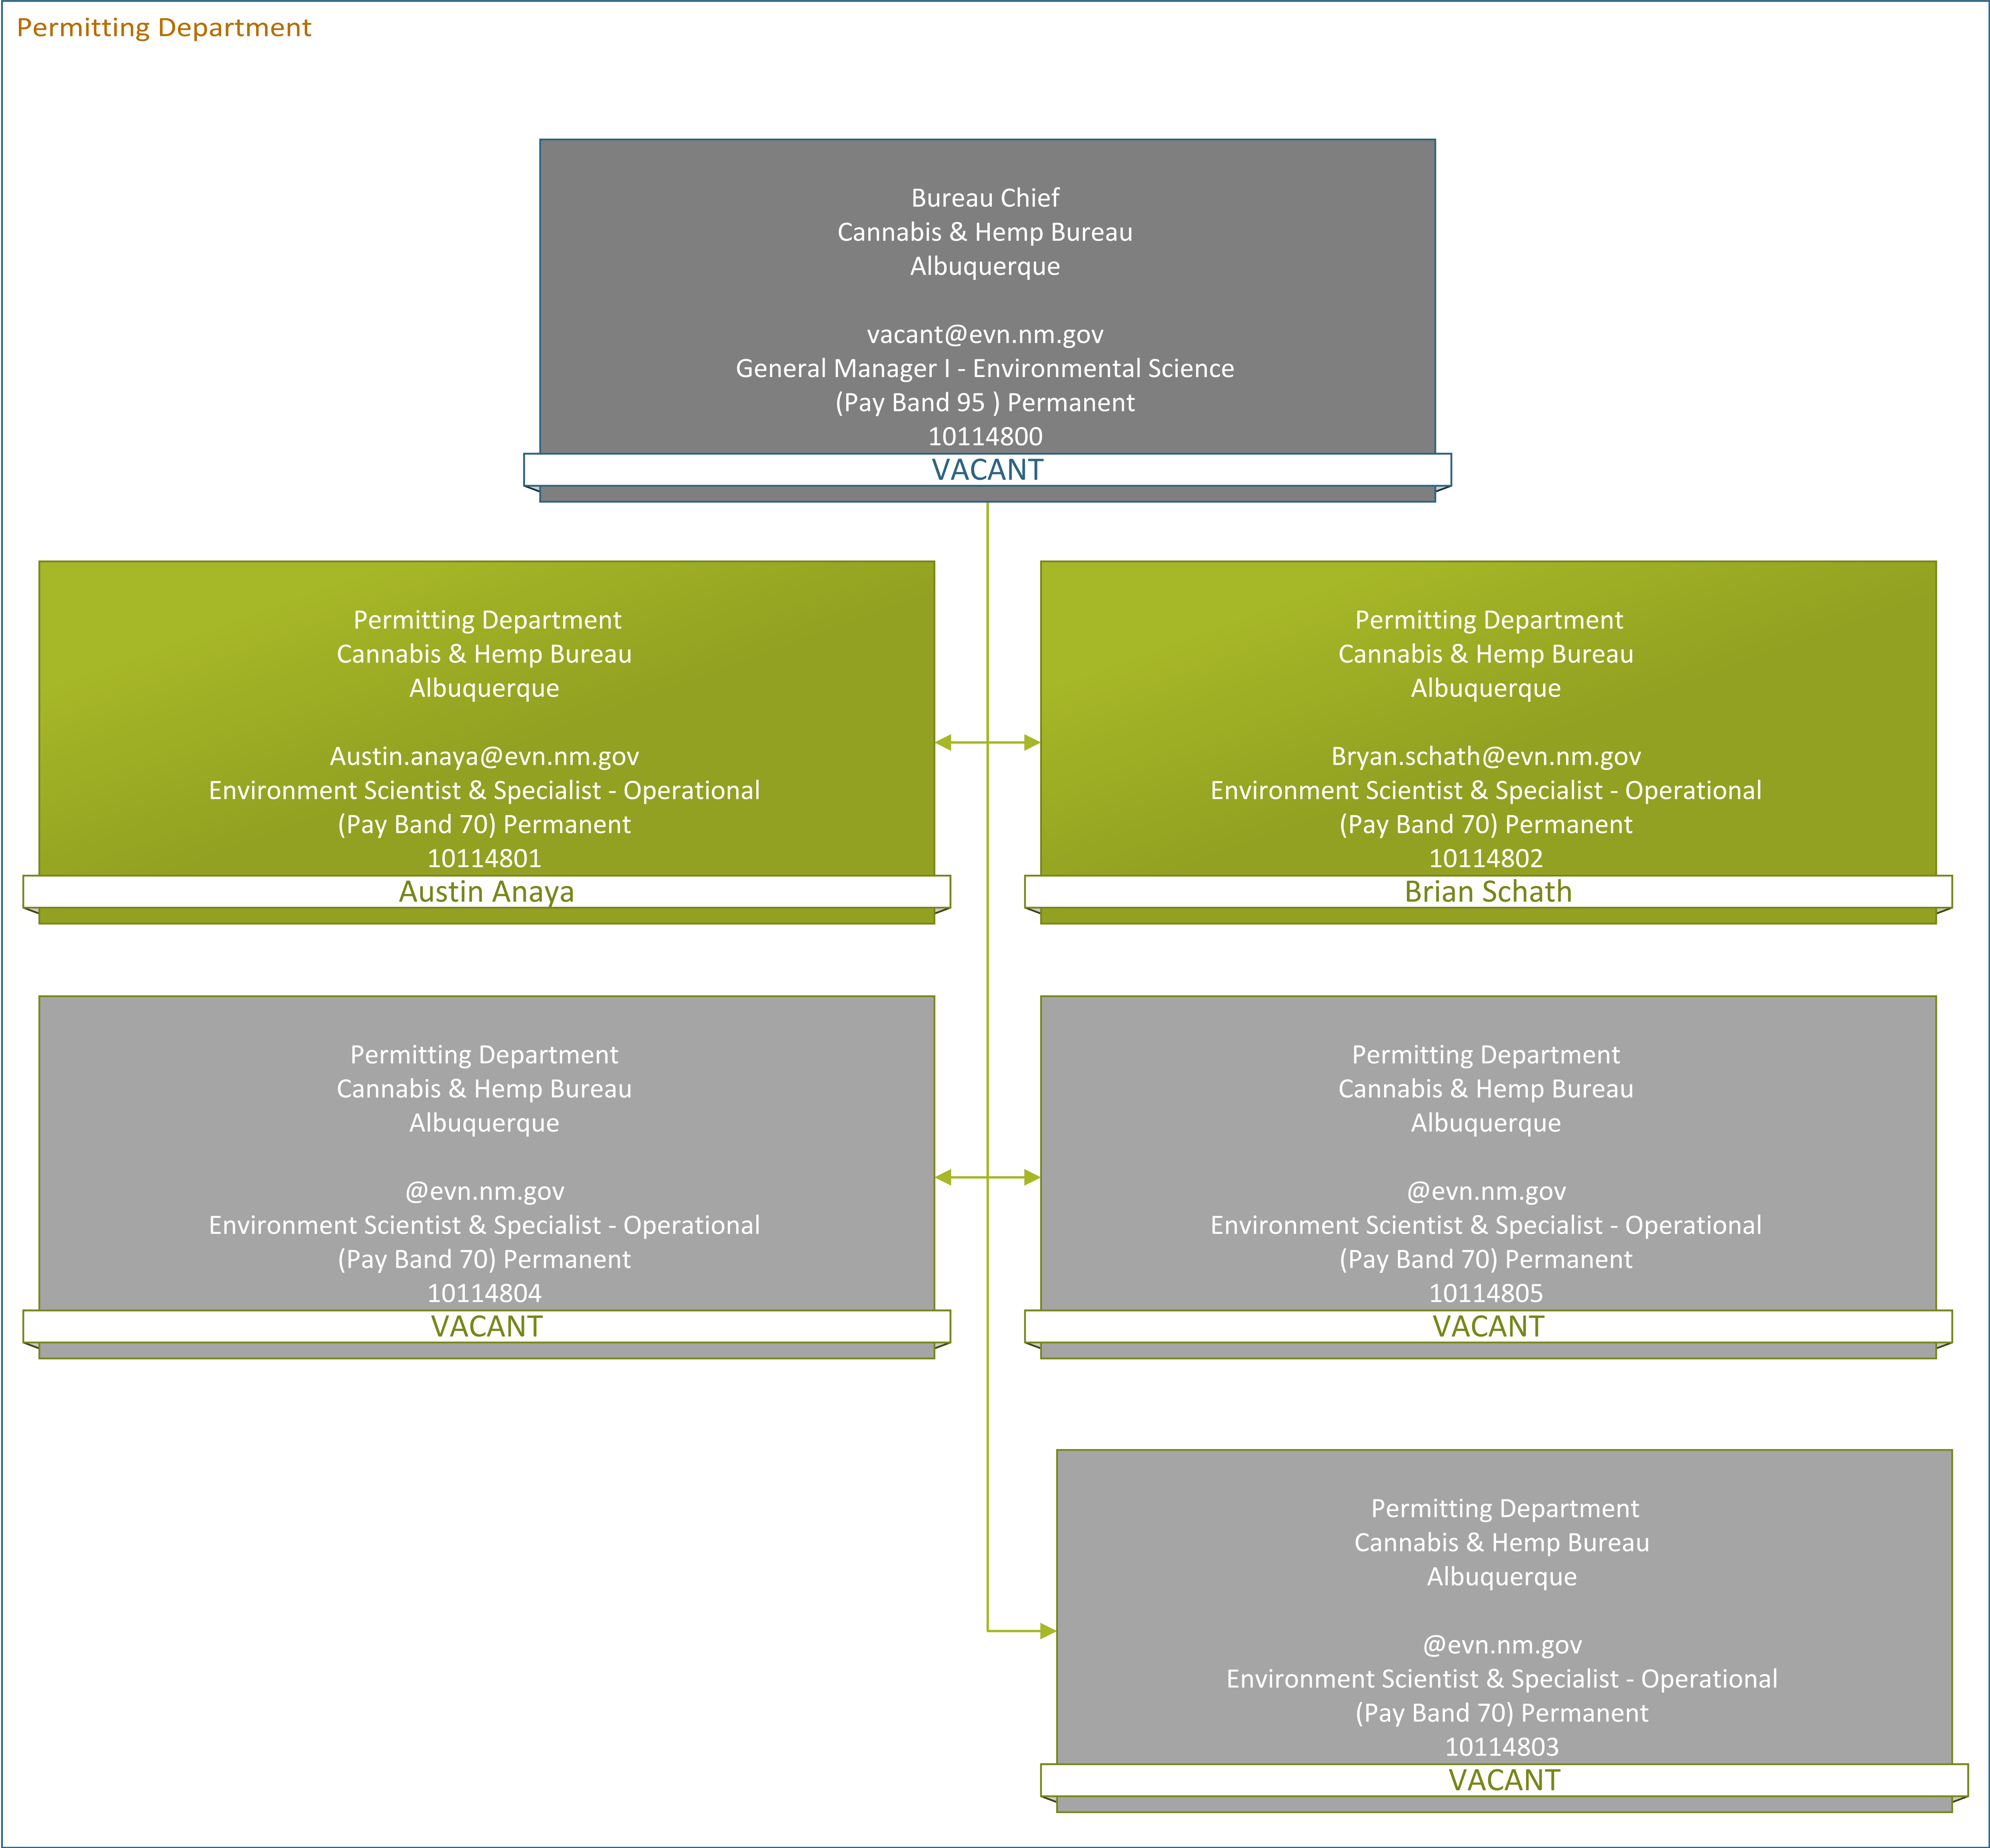 Permitting Department
Bureau Chief
Cannabis & Hemp Bureau
Albuquerque
vacant@evn.nm.gov
General Manager I - Environmental Science
(Pay Band 95 ) Permanent
10114800
VACANT
Permitting Department
Cannabis & Hemp Bureau
Albuquerque
Austin.anaya@evn.nm.gov
Environment Scientist & Specialist - Operational
(Pay Band 70) Permanent
10114801
Austin Anaya
Permitting Department
Cannabis & Hemp Bureau
Albuquerque
Bryan.schath@evn.nm.gov
Environment Scientist & Specialist - Operational
(Pay Band 70) Permanent
10114802
Brian Schath
Permitting Department
Cannabis & Hemp Bureau
Albuquerque
@evn.nm.gov
Environment Scientist & Specialist - Operational
(Pay Band 70) Permanent
10114804
VACANT
Permitting Department
Cannabis & Hemp Bureau
Albuquerque
@evn.nm.gov
Environment Scientist & Specialist - Operational
(Pay Band 70) Permanent
10114805
VACANT
Permitting Department
Cannabis & Hemp Bureau
Albuquerque
@evn.nm.gov
Environment Scientist & Specialist - Operational
(Pay Band 70) Permanent
10114803
VACANT